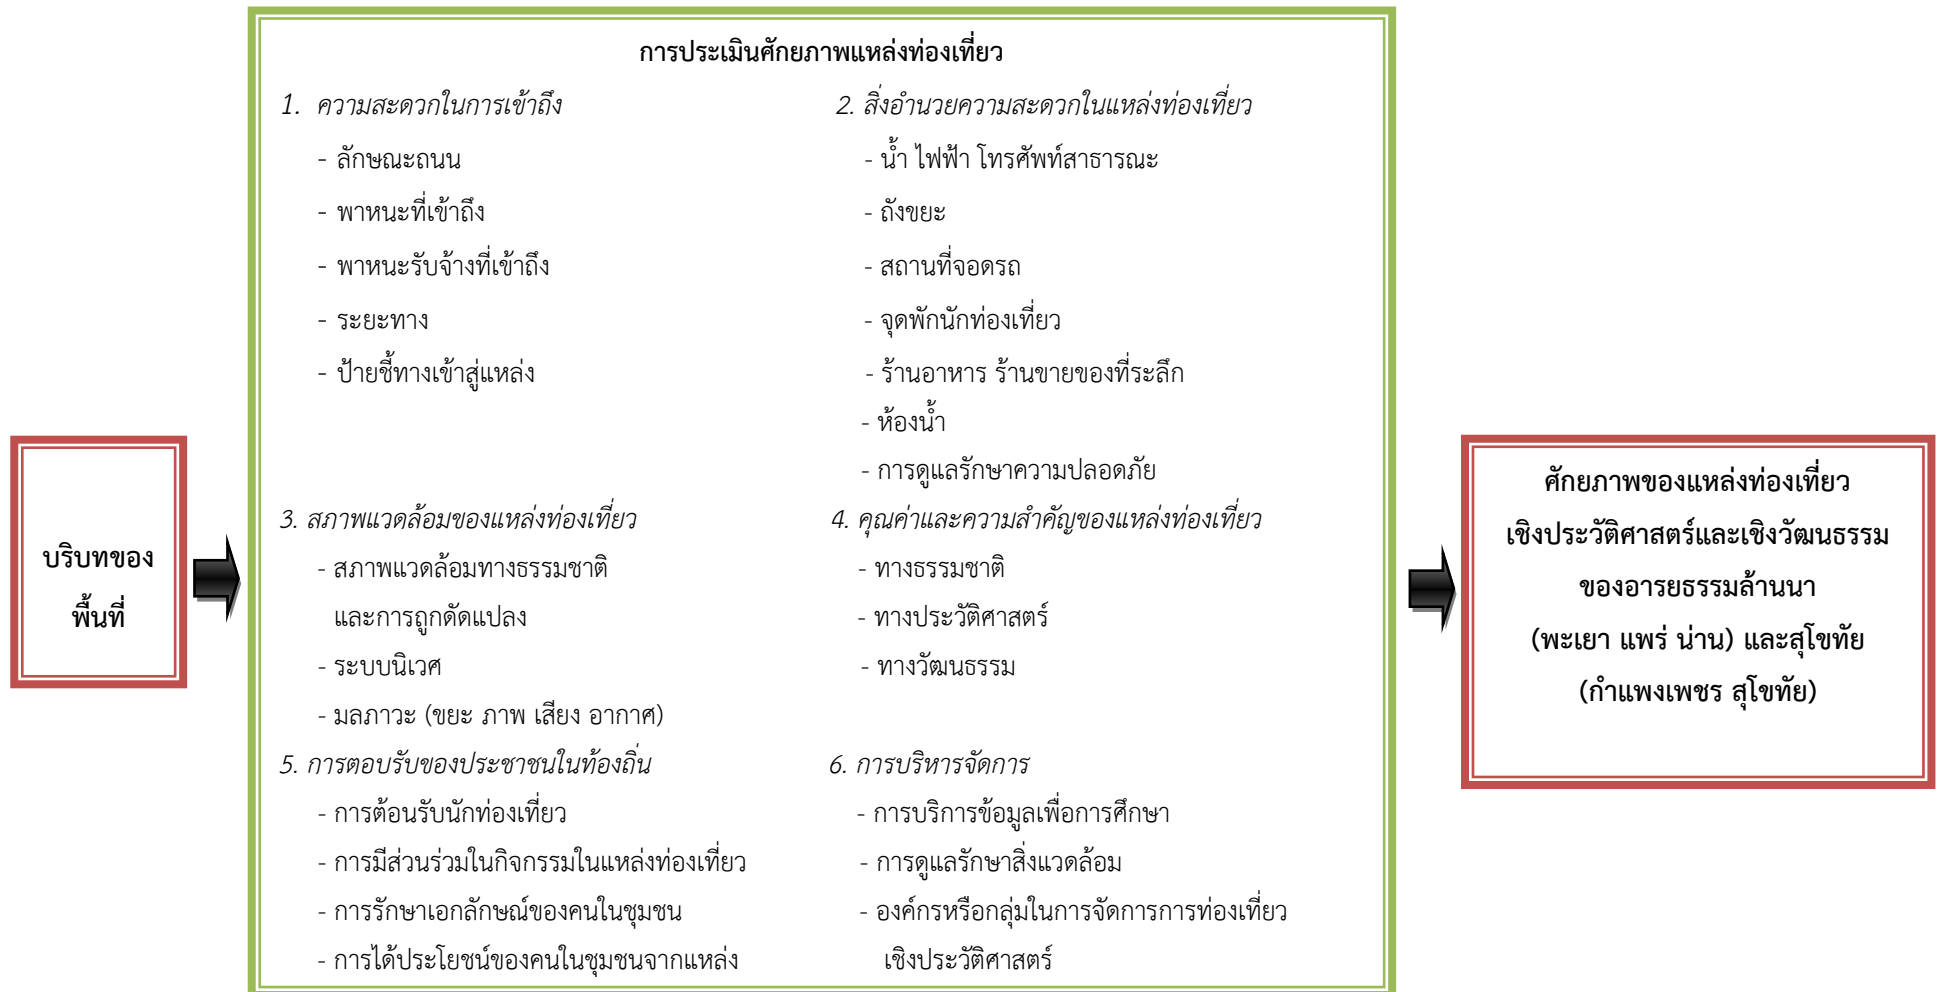 บริบทของ
พื้นที่
การประเมินศักยภาพแหล่งท่องเที่ยว
1. ความสะดวกในการเข้าถึง
- ลักษณะถนน
- พาหนะที่เข้าถึง
- พาหนะรับจ้างที่เข้าถึง
- ระยะทาง
- ป้ายชี้ทางเข้าสู่แหล่ง
2. สิ่งอำนวยความสะดวกในแหล่งท่องเที่ยว
- น้ำ ไฟฟ้า โทรศัพท์สาธารณะ
- ถังขยะ
- สถานที่จอดรถ
- จุดพักนักท่องเที่ยว
- ร้านอาหาร ร้านขายของที่ระลึก
- ห้องน้ำ
- การดูแลรักษาความปลอดภัย
3. สภาพแวดล้อมของแหล่งท่องเที่ยว
- สภาพแวดล้อมทางธรรมชาติ
และการถูกดัดแปลง
- ระบบนิเวศ
- มลภาวะ (ขยะ ภาพ เสียง อากาศ)
4. คุณค่าและความสำคัญของแหล่งท่องเที่ยว
- ทางธรรมชาติ
- ทางประวัติศาสตร์
- ทางวัฒนธรรม
5. การตอบรับของประชาชนในท้องถิ่น
- การต้อนรับนักท่องเที่ยว
- การมีส่วนร่วมในกิจกรรมในแหล่งท่องเที่ยว
- การรักษาเอกลักษณ์ของคนในชุมชน
- การได้ประโยชน์ของคนในชุมชนจากแหล่ง
6. การบริหารจัดการ
- การบริการข้อมูลเพื่อการศึกษา
- การดูแลรักษาสิ่งแวดล้อม
- องค์กรหรือกลุ่มในการจัดการการท่องเที่ยว
เชิงประวัติศาสตร์
ศักยภาพของแหล่งท่องเที่ยว
เชิงประวัติศาสตร์และเชิงวัฒนธรรม
ของอารยธรรมล้านนา
(พะเยา แพร่ น่าน) และสุโขทัย
(กำแพงเพชร สุโขทัย)